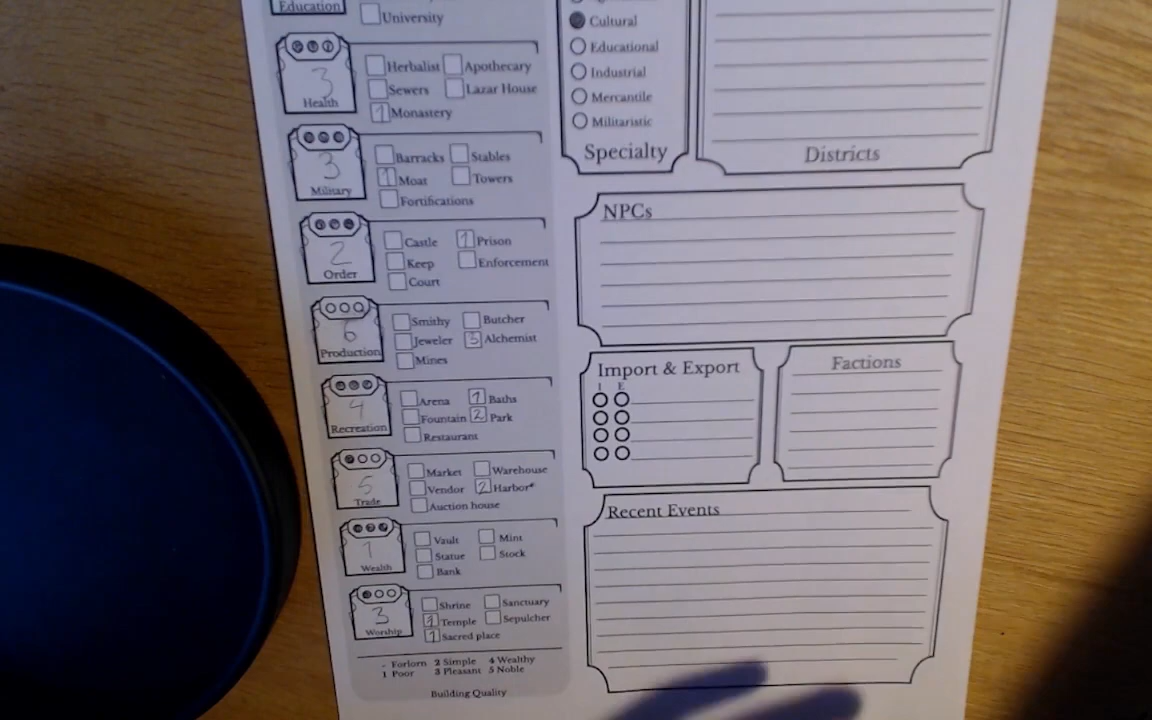 Education
University
3
Health
Herbalist Apothecary
Sewers Lazar House
1 Monastery
3
Military
Barracks Stables
1 Moat Towers
Fortifications
2
Order
Castle 1 Prison
Keep Enforcement
Court
6
Production
Smithy Butcher
Jeweler 3 Alchemist
Mines
4
Recreation
Arena 1 Baths
Fountain 2 Park
Restaurant
5
Trade
Market Warehouse
Vendor 2 Harbor*
Auction house
1
Wealth
Vault Mint
Statue Stock
Bank
3
Worship
Shrine Sanctuary
Temple Sepulcher
1 Sacred place
- Forlorn 2 Simple 4 Wealthy
1 Poor 3 Pleasant 5 Noble
Building Quality
Cultural
Educational
Industrial
Mercantile
Militaristic
Specialty
Districts
NPCs
Import & Export
I E
Factions
Recent Events